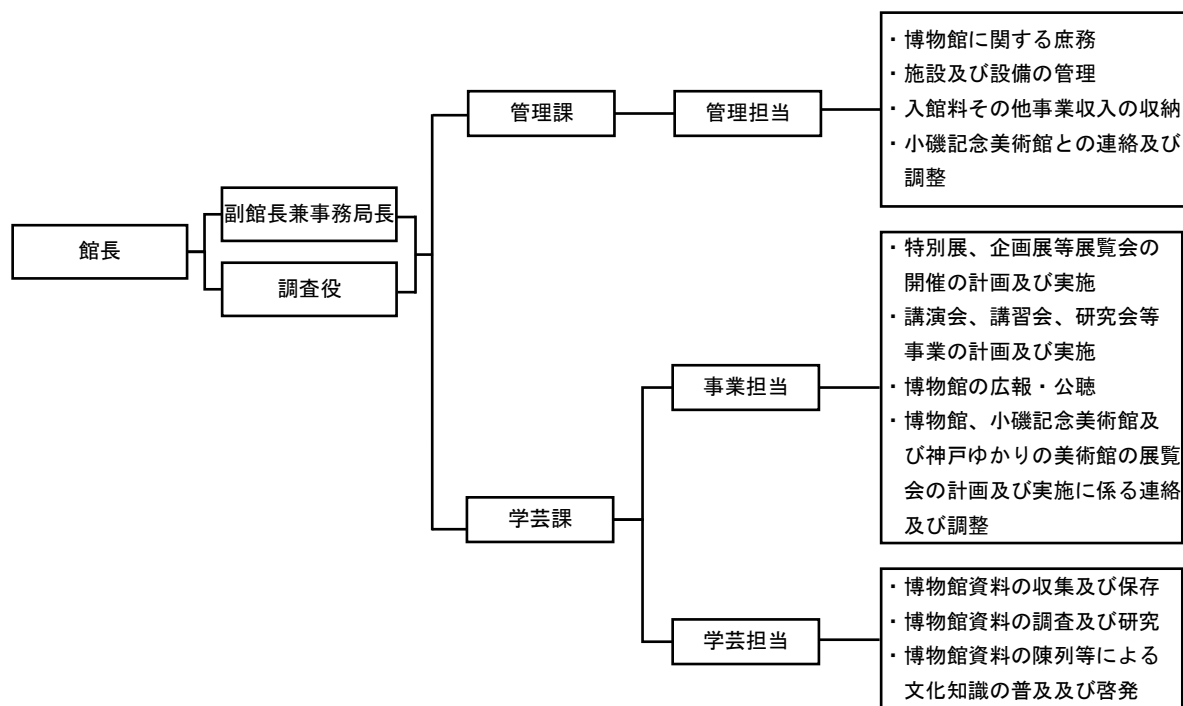 館長
副館長兼事務局長
調査役
管理課
管理担当
・博物館に関する庶務
・施設及び設備の管理
・入館料その他事業収入の収納
・小磯記念美術館との連絡及び
調整
学芸課
事業担当
・特別展、企画展等展覧会の
開催の計画及び実施
・講演会、講習会、研究会等
事業の計画及び実施
・博物館の広報・公聴
・博物館、小磯記念美術館及
び神戸ゆかりの美術館の展覧
会の計画及び実施に係る連絡
及び調整
学芸担当
・博物館資料の収集及び保存
・博物館資料の調査及び研究
・博物館資料の陳列等による
文化知識の普及及び啓発